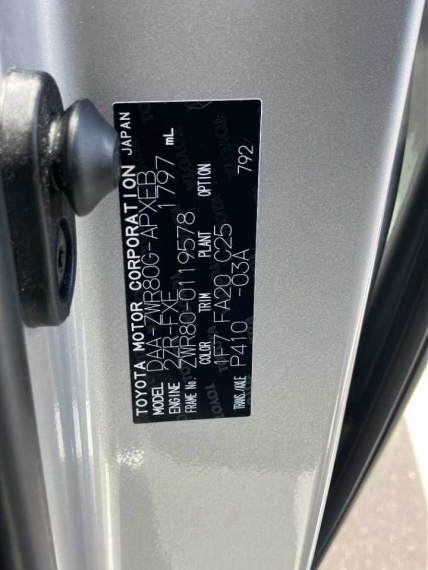 TOYOTA MOTOR CORPORATION JAPAN
MODEL DAA-ZWR80G-APXEB
ENGINE 2ZR-FXE 1797 mL
FRAME No. ZWR80-0119578
COLOR TRIM PLANT OPTION
1F7 FA20 C25
TRANS./AXLE P410 -03A 792